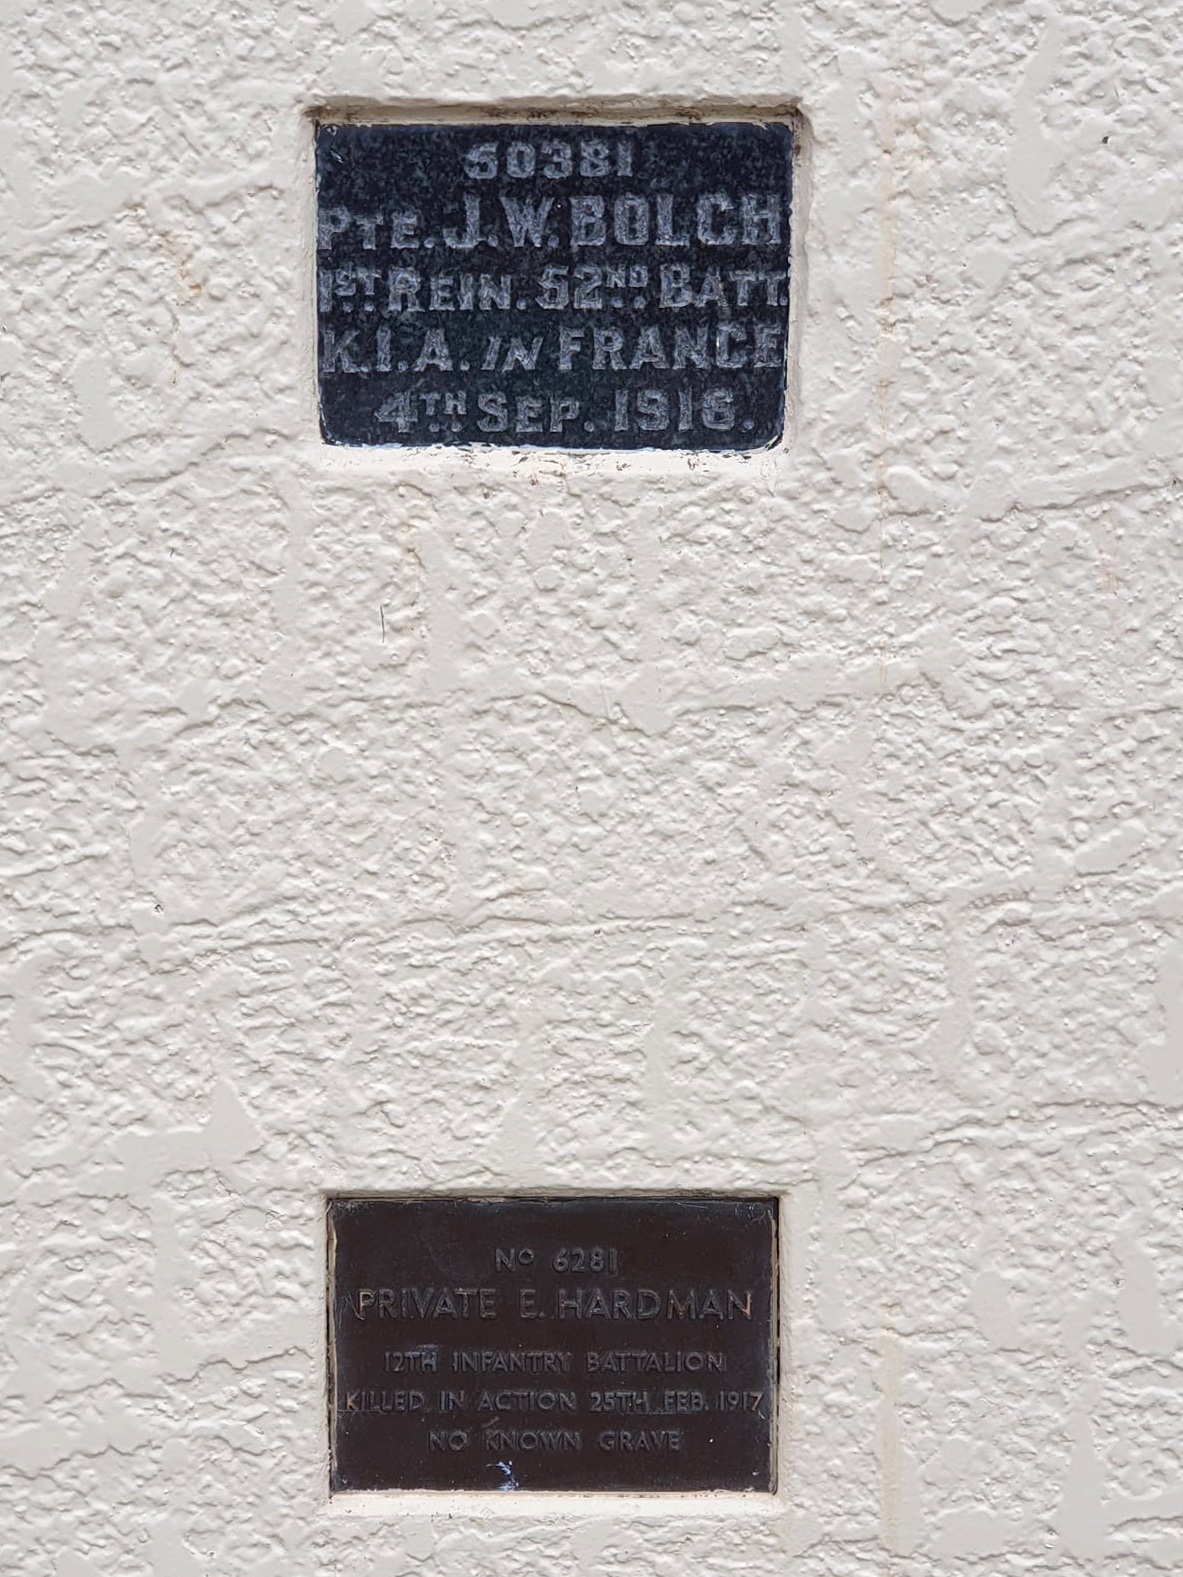 50381
PTE. J.W. BOLCH
1ST REIN. 52ND BATT.
K.I.A. IN FRANCE
4TH SEP. 1916.
NO 6281
PRIVATE E. HARDMAN
12TH INFANTRY BATTALION
KILLED IN ACTION 25TH FEB. 1917
NO KNOWN GRAVE